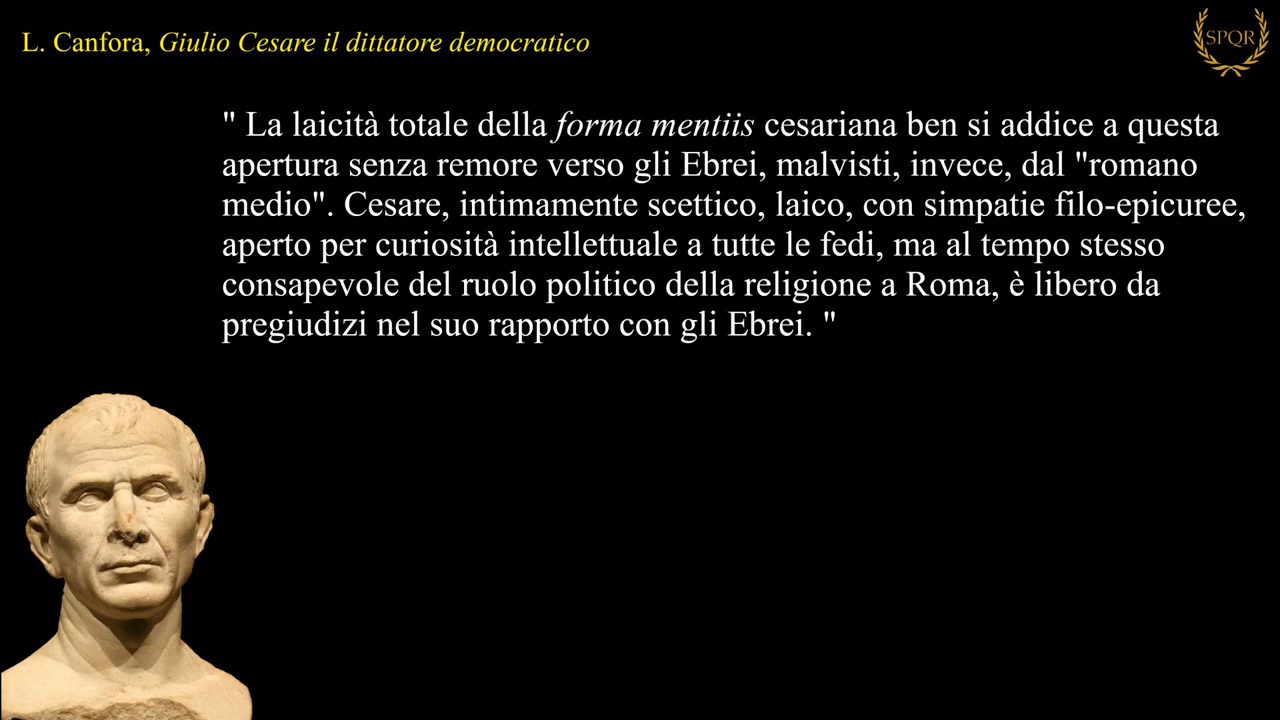 L. Canfora, Giulio Cesare il dittatore democratico
SPQR
" La laicità totale della forma mentiis cesariana ben si addice a questa
apertura senza remore verso gli Ebrei, malvisti, invece, dal "romano
medio". Cesare, intimamente scettico, laico, con simpatie filo-epicuree,
aperto per curiosità intellettuale a tutte le fedi, ma al tempo stesso
consapevole del ruolo politico della religione a Roma, è libero da
pregiudizi nel suo rapporto con gli Ebrei. "